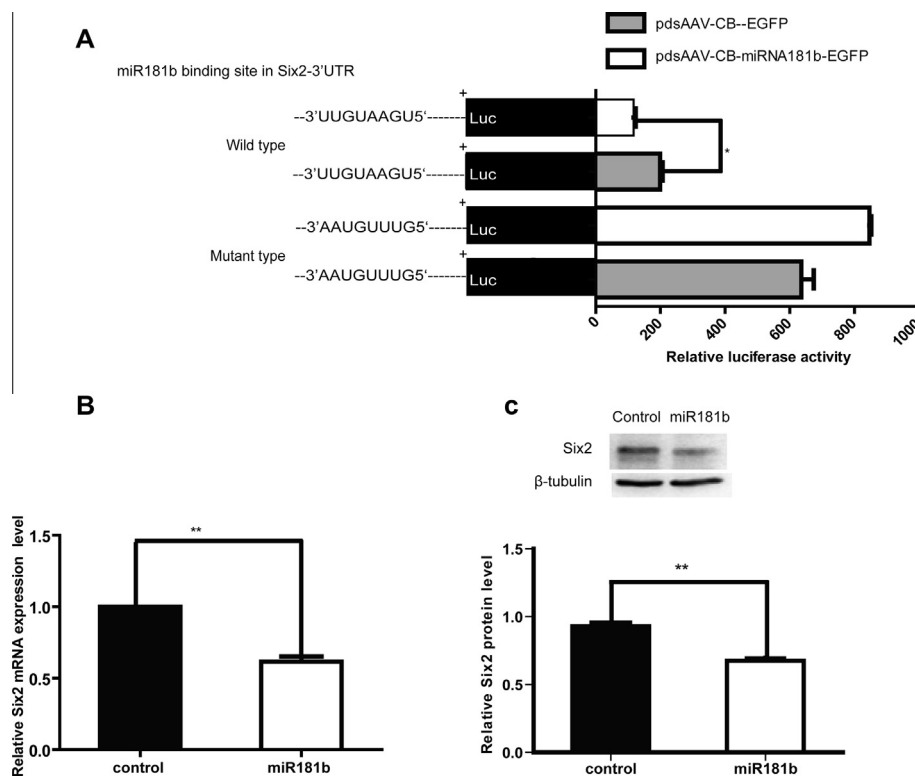 A
pdsAAV-CB--EGFP
pdsAAV-CB-miRNA181b-EGFP
miR181b binding site in Six2-3'UTR
+
--3'UUGUAAGU5'------- Luc
Wild type
*
+
--3'UUGUAAGU5'------- Luc
+
--3'AAUGUUUG5'------- Luc
Mutant type
+
--3'AAUGUUUG5'------- Luc
0 200 400 600 800 1000
Relative luciferase activity
B
Relative Six2 mRNA expression level
1.5
1.0
0.5
0.0
**
control miR181b
c
Control miR181b
Six2
β-tubulin
Relative Six2 protein level
1.5
1.0
0.5
0.0
**
control miR181b